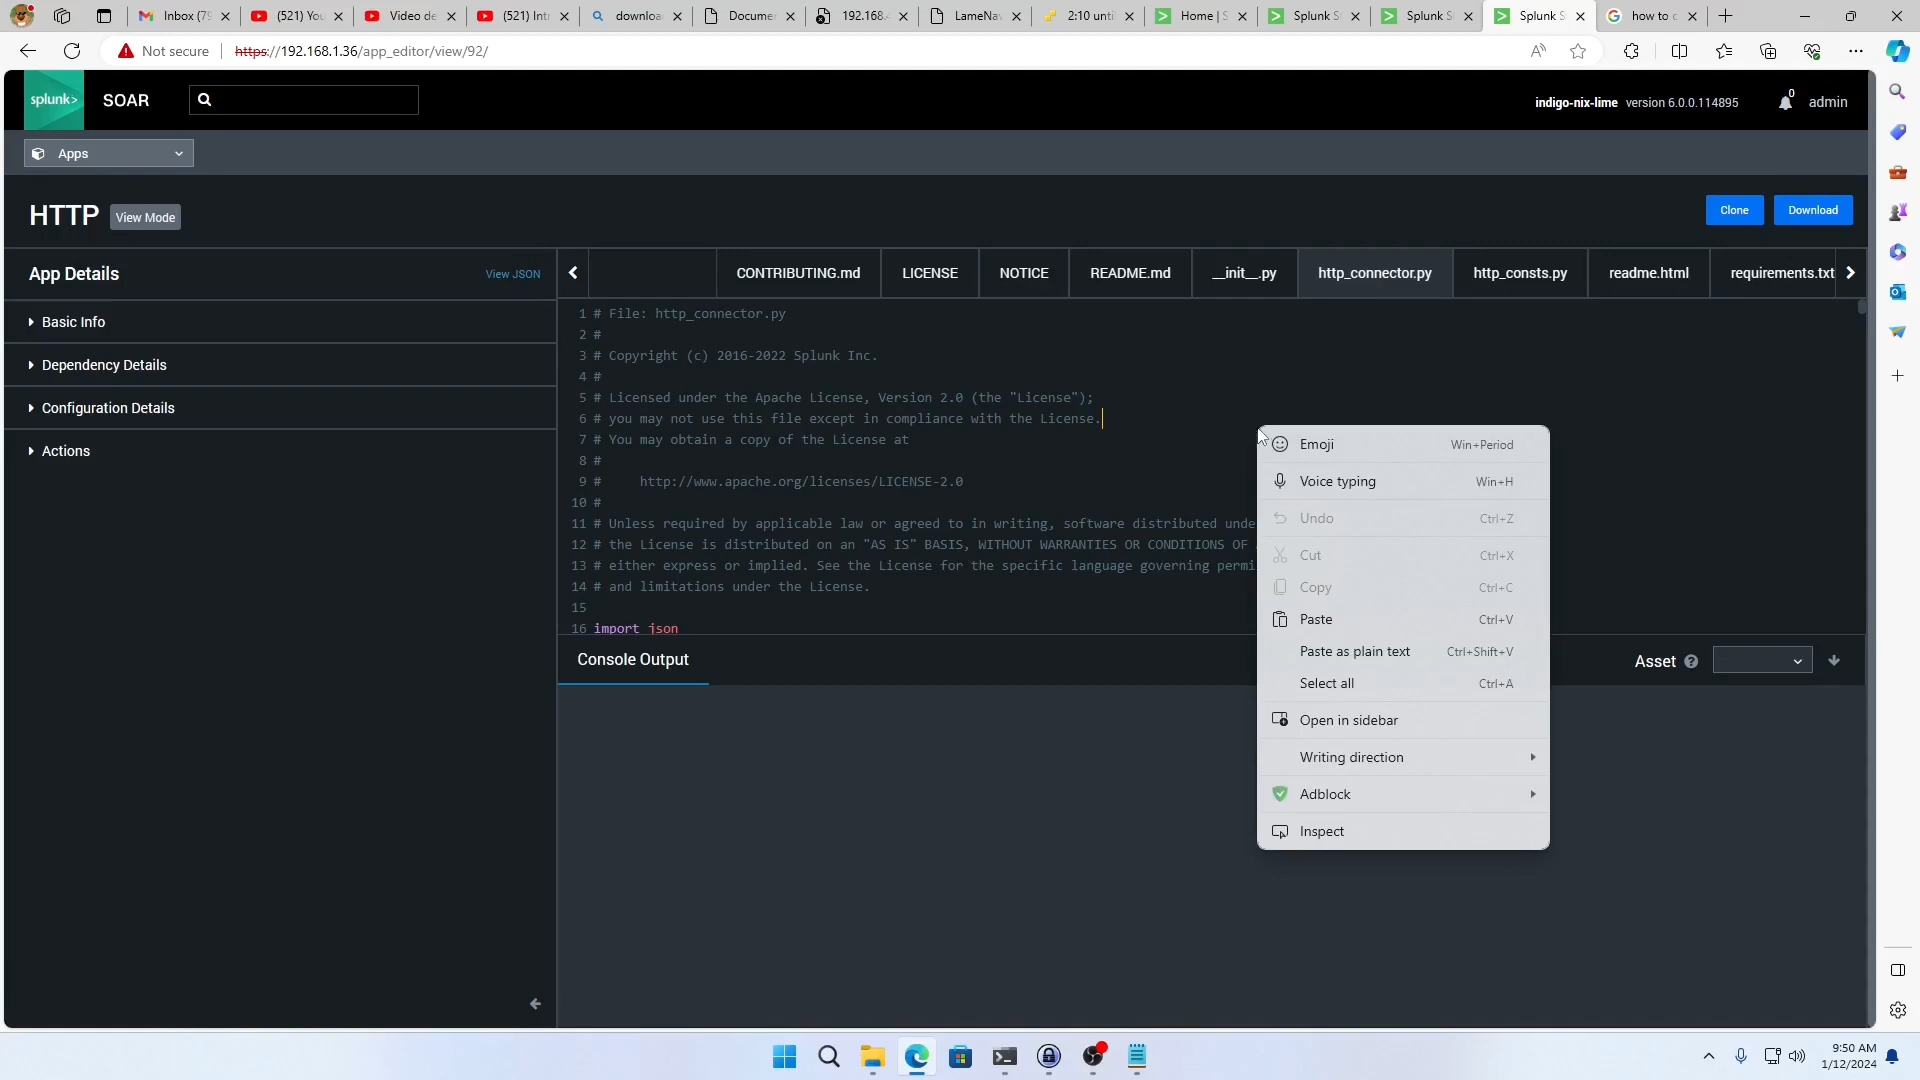 Inbox (79
(521) You
Video de
(521) Int
downloa
Documen
192.168.
LameNav
2:10 unti
Home | S
Splunk S
Splunk S
Splunk S
how to c
Not secure
https://192.168.1.36/app_editor/view/92/
splunk>
SOAR
indigo-nix-lime version 6.0.0.114895
0
admin
Apps
HTTP
View Mode
Clone
Download
App Details
View JSON
CONTRIBUTING.md
LICENSE
NOTICE
README.md
__init__.py
http_connector.py
http_consts.py
readme.html
requirements.txt
Basic Info
Dependency Details
Configuration Details
Actions
1 # File: http_connector.py
2 #
3 # Copyright (c) 2016-2022 Splunk Inc.
4 #
5 # Licensed under the Apache License, Version 2.0 (the "License");
6 # you may not use this file except in compliance with the License.
7 # You may obtain a copy of the License at
8 #
9 #     http://www.apache.org/licenses/LICENSE-2.0
10 #
11 # Unless required by applicable law or agreed to in writing, software distributed unde
12 # the License is distributed on an "AS IS" BASIS, WITHOUT WARRANTIES OR CONDITIONS OF
13 # either express or implied. See the License for the specific language governing permi
14 # and limitations under the License.
15
16 import json
Emoji Win+Period
Voice typing Win+H
Undo Ctrl+Z
Cut Ctrl+X
Copy Ctrl+C
Paste Ctrl+V
Paste as plain text Ctrl+Shift+V
Select all Ctrl+A
Open in sidebar
Writing direction
Adblock
Inspect
Console Output
Asset
9:50 AM
1/12/2024